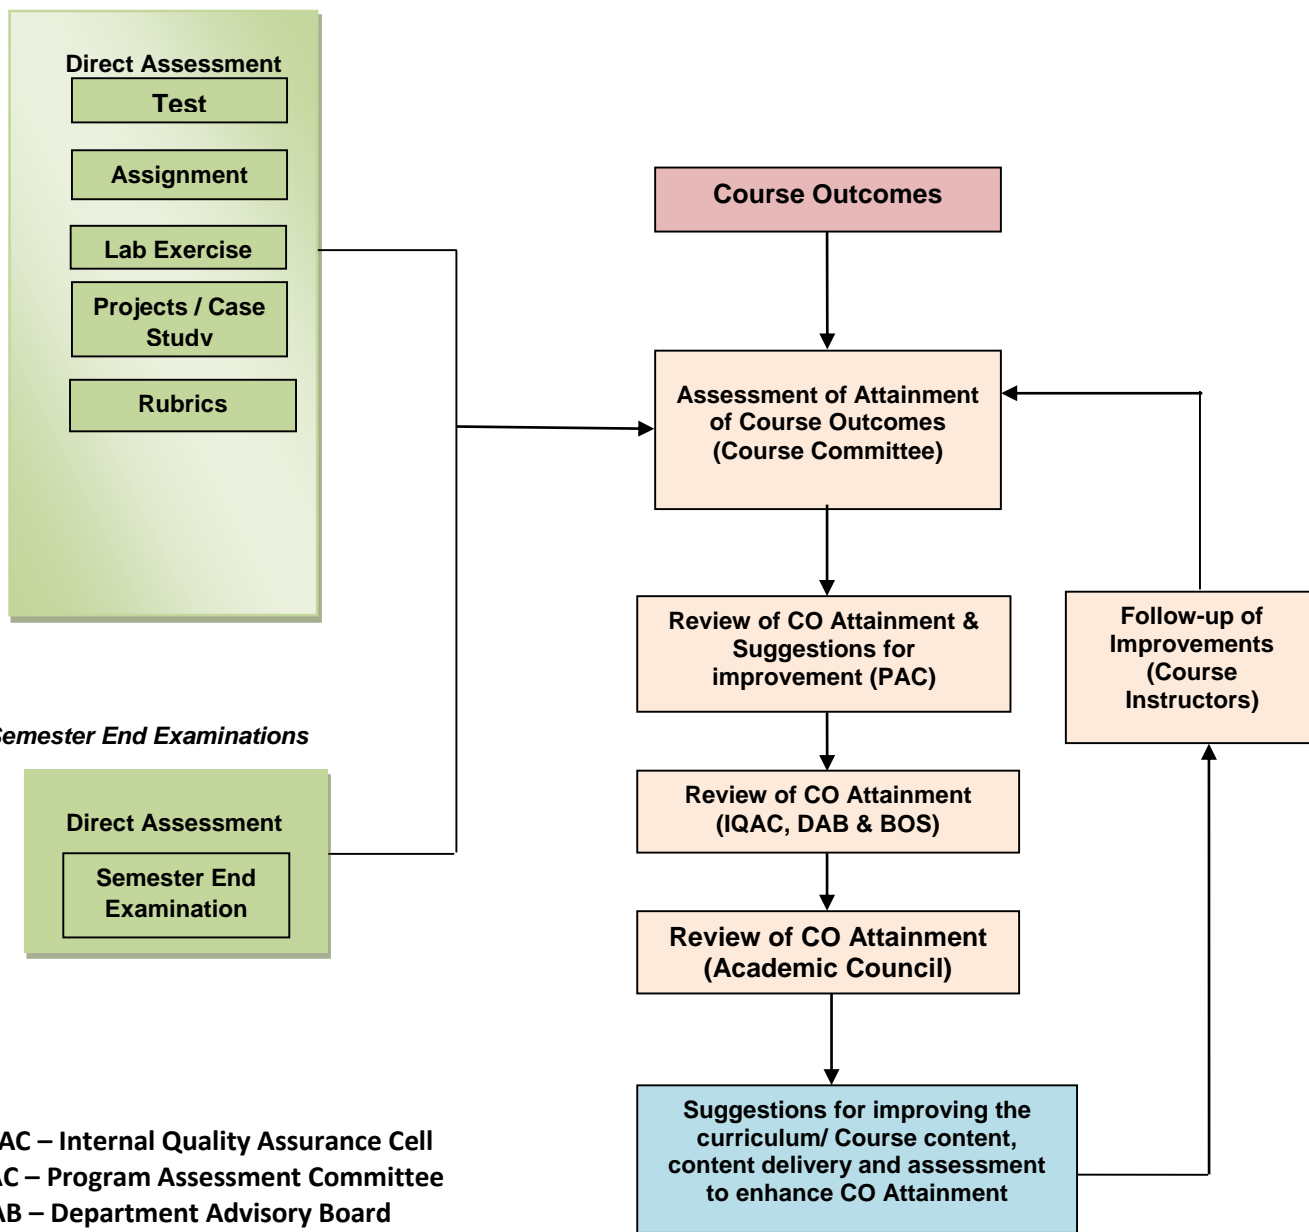 Direct Assessment
Test
Assignment
Lab Exercise
Projects / Case
Study
Rubrics
Semester End Examinations
Direct Assessment
Semester End
Examination
Course Outcomes
Assessment of Attainment
of Course Outcomes
(Course Committee)
Review of CO Attainment &
Suggestions for
improvement (PAC)
Review of CO Attainment
(IQAC, DAB & BOS)
Review of CO Attainment
(Academic Council)
Suggestions for improving the
curriculum/ Course content,
content delivery and assessment
to enhance CO Attainment
Follow-up of
Improvements
(Course
Instructors)
AC – Internal Quality Assurance Cell
AC – Program Assessment Committee
AB – Department Advisory Board